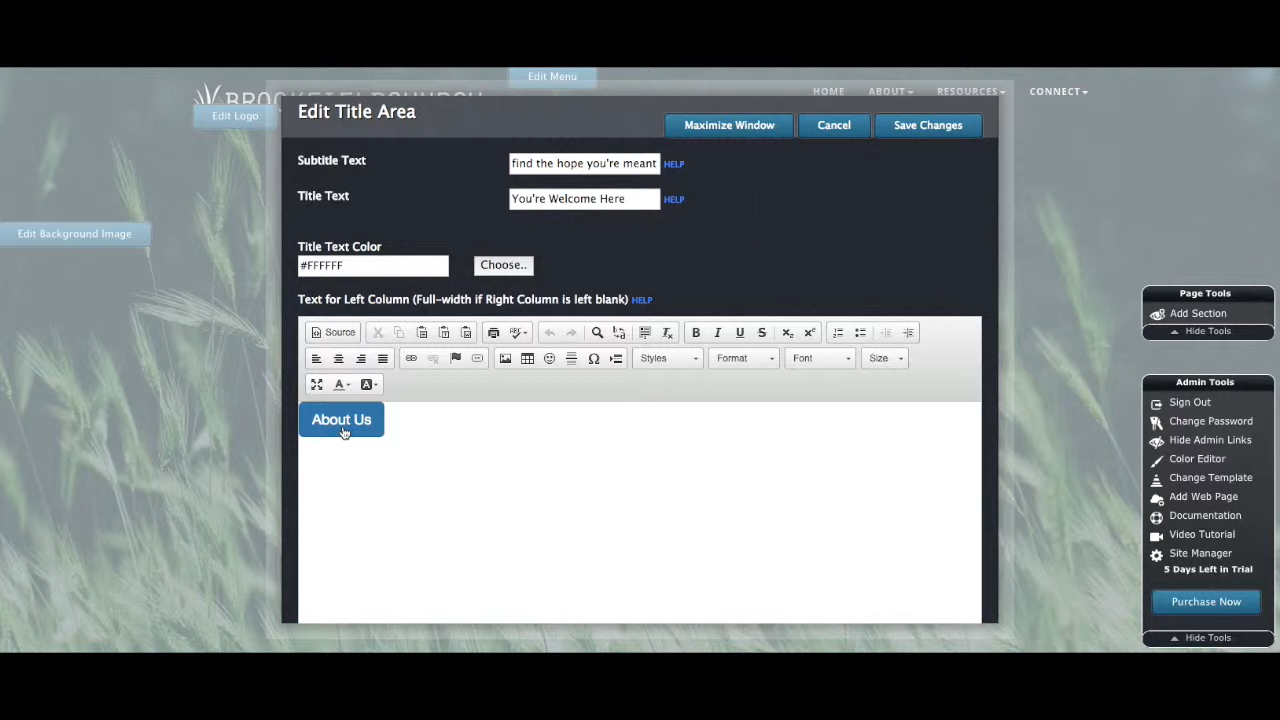 Edit Menu
BROOKFIELDCHURCH
HOME ABOUT RESOURCES CONNECT
Edit Logo
Edit Title Area
Maximize Window Cancel Save Changes
Subtitle Text find the hope you're meant HELP
Title Text You're Welcome Here HELP
Edit Background Image
Title Text Color
#FFFFFF Choose..
Text for Left Column (Full-width if Right Column is left blank) HELP
Source B I U S x₂ x²
Styles Format Font Size
A A
About Us
Page Tools
Add Section
Hide Tools
Admin Tools
Sign Out
Change Password
Hide Admin Links
Color Editor
Change Template
Add Web Page
Documentation
Video Tutorial
Site Manager
5 Days Left in Trial
Purchase Now
Hide Tools